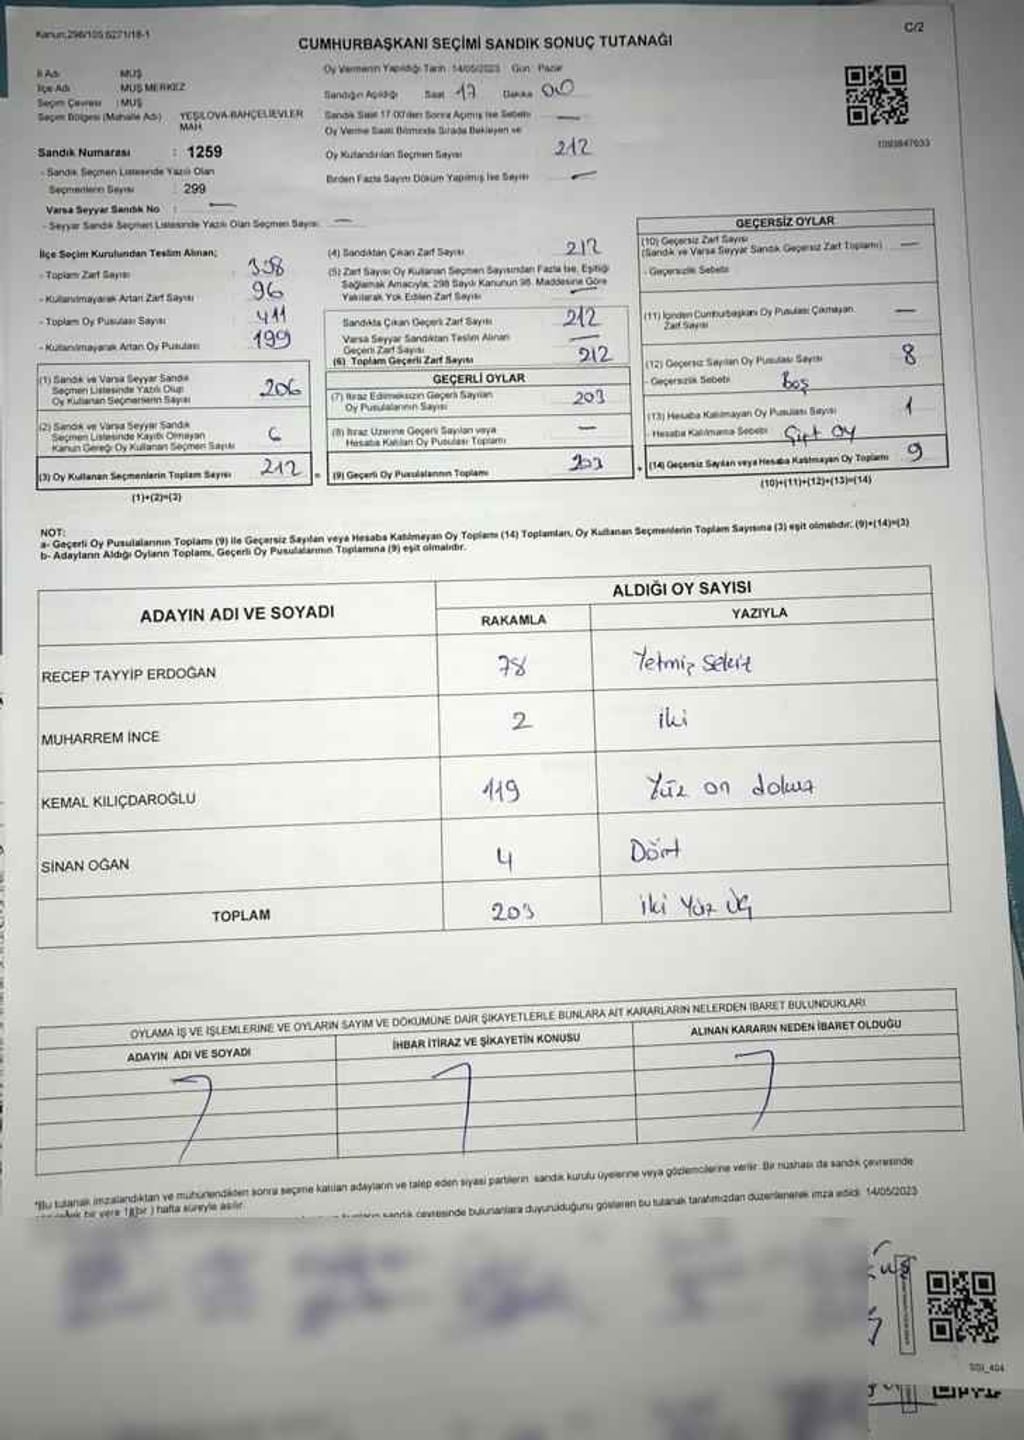 Kanun:298/105,6271/18-1
C/2
CUMHURBAŞKANI SEÇİMİ SANDIK SONUÇ TUTANAĞI
İl Adı : MUŞ
İlçe Adı : MUŞ MERKEZ
Seçim Çevresi : MUŞ
Seçim Bölgesi (Mahalle Adı) : YEŞİLOVA-BAHÇELİEVLER MAH.
Sandık Numarası : 1259
- Sandık Seçmen Listesinde Yazılı Olan
Seçmenlerin Sayısı : 299
Varsa Seyyar Sandık No : —
- Seyyar Sandık Seçmen Listesinde Yazılı Olan Seçmen Sayısı: —
Oy Vermenin Yapıldığı Tarih: 14/05/2023 Gün: Pazar
Sandığın Açıldığı Saat 17 Dakika 00
Sandık Saat 17.00'den Sonra Açılmış İse Sebebi —
Oy Verme Saati Bitiminde Sırada Bekleyen ve
Oy Kullandırılan Seçmen Sayısı 212
Birden Fazla Sayım Döküm Yapılmış İse Sayısı —
1093847633
İlçe Seçim Kurulundan Teslim Alınan;
- Toplam Zarf Sayısı 308
- Kullanılmayarak Artan Zarf Sayısı 96
- Toplam Oy Pusulası Sayısı 411
- Kullanılmayarak Artan Oy Pusulası 199
(1) Sandık ve Varsa Seyyar Sandık
Seçmen Listesinde Yazılı Olup
Oy Kullanan Seçmenlerin Sayısı 206
(2) Sandık ve Varsa Seyyar Sandık
Seçmen Listesinde Kaydı Olmayan
Kanun Gereği Oy Kullanan Seçmen Sayısı 6
(3) Oy Kullanan Seçmenlerin Toplam Sayısı 212
(1)+(2)=(3)
(4) Sandıktan Çıkan Zarf Sayısı 212
(5) Zarf Sayısı Oy Kullanan Seçmen Sayısından Fazla İse, Eşitliği
Sağlamak Amacıyla; 298 Sayılı Kanunun 98. Maddesine Göre
Yakılarak Yok Edilen Zarf Sayısı —
Sandıkta Çıkan Geçerli Zarf Sayısı 212
Varsa Seyyar Sandıktan Teslim Alınan
Geçerli Zarf Sayısı —
(6) Toplam Geçerli Zarf Sayısı 212
GEÇERLİ OYLAR
(7) İtiraz Edilmeksizin Geçerli Sayılan
Oy Pusulalarının Sayısı 203
(8) İtiraz Üzerine Geçerli Sayılan veya
Hesaba Katılan Oy Pusulası Toplamı —
= (9) Geçerli Oy Pusulalarının Toplamı 203
GEÇERSİZ OYLAR
(10) Geçersiz Zarf Sayısı
(Sandık ve Varsa Seyyar Sandık Geçersiz Zarf Toplamı) —
- Geçersizlik Sebebi
(11) İçinden Cumhurbaşkanı Oy Pusulası Çıkmayan
Zarf Sayısı —
(12) Geçersiz Sayılan Oy Pusulası Sayısı 8
- Geçersizlik Sebebi Boş
(13) Hesaba Katılmayan Oy Pusulası Sayısı 1
- Hesaba Katılmama Sebebi Çift oy
+ (14) Geçersiz Sayılan veya Hesaba Katılmayan Oy Toplamı 9
(10)+(11)+(12)+(13)=(14)
NOT:
a- Geçerli Oy Pusulalarının Toplamı (9) ile Geçersiz Sayılan veya Hesaba Katılmayan Oy Toplamı (14) Toplamları, Oy Kullanan Seçmenlerin Toplam Sayısına (3) eşit olmalıdır. (9)+(14)=(3)
b- Adayların Aldığı Oyların Toplamı, Geçerli Oy Pusulalarının Toplamına (9) eşit olmalıdır.
ADAYIN ADI VE SOYADI ALDIĞI OY SAYISI
RAKAMLA YAZIYLA
RECEP TAYYİP ERDOĞAN 78 Yetmiş sekiz
MUHARREM İNCE 2 iki
KEMAL KILIÇDAROĞLU 119 Yüz on dokuz
SİNAN OĞAN 4 Dört
TOPLAM 203 iki Yüz Üç
OYLAMA İŞ VE İŞLEMLERİNE VE OYLARIN SAYIM VE DÖKÜMÜNE DAİR ŞİKAYETLERLE BUNLARA AİT KARARLARIN NELERDEN İBARET BULUNDUKLARI
ADAYIN ADI VE SOYADI İHBAR İTİRAZ VE ŞİKAYETİN KONUSU ALINAN KARARIN NEDEN İBARET OLDUĞU
*Bu tutanak imzalandıktan ve mühürlendikten sonra seçime katılan adayların ve talep eden siyasi partilerin sandık kurulu üyelerine veya gözlemcilerine verilir. Bir nüshası da sandık çevresinde
bir yere 1(bir) hafta süreyle asılır.
sandık çevresinde bulunanlara duyurulduğunu gösteren bu tutanak tarafımızdan düzenlenerek imza edildi. 14/05/2023